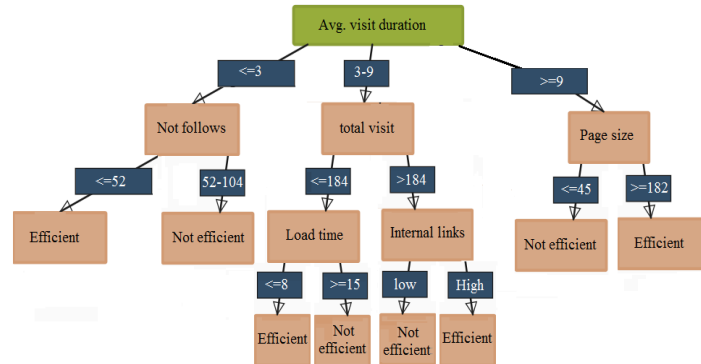 Avg. visit duration
<=3
3-9
>=9
Not follows
total visit
Page size
<=52
52-104
<=184
>184
<=45
>=182
Efficient
Not efficient
Load time
Internal links
Not efficient
Efficient
<=8
>=15
low
High
Efficient
Not
efficient
Not
efficient
Efficient